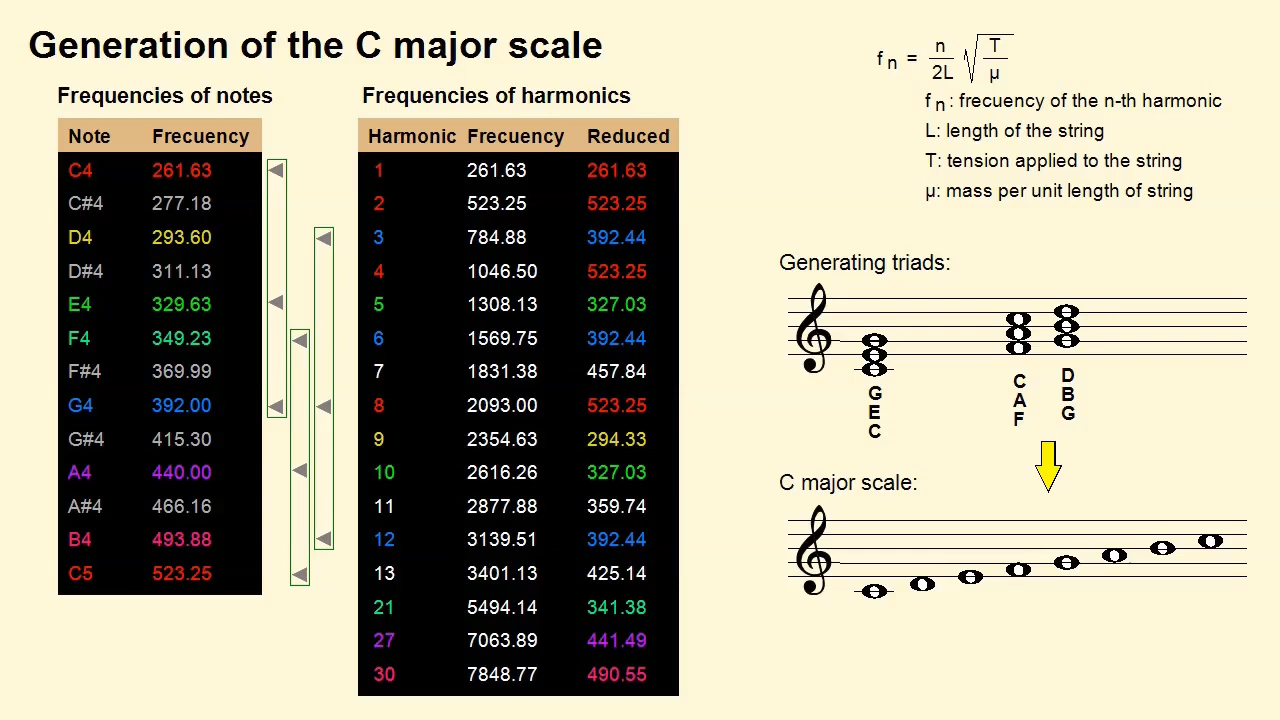 Generation of the C major scale
Frequencies of notes
Note Frecuency
C4 261.63
C#4 277.18
D4 293.60
D#4 311.13
E4 329.63
F4 349.23
F#4 369.99
G4 392.00
G#4 415.30
A4 440.00
A#4 466.16
B4 493.88
C5 523.25
Frequencies of harmonics
Harmonic Frecuency Reduced
1 261.63 261.63
2 523.25 523.25
3 784.88 392.44
4 1046.50 523.25
5 1308.13 327.03
6 1569.75 392.44
7 1831.38 457.84
8 2093.00 523.25
9 2354.63 294.33
10 2616.26 327.03
11 2877.88 359.74
12 3139.51 392.44
13 3401.13 425.14
21 5494.14 341.38
27 7063.89 441.49
30 7848.77 490.55
f n = n/2L √ T/µ
f n : frecuency of the n-th harmonic
L: length of the string
T: tension applied to the string
µ: mass per unit length of string
Generating triads:
G
E
C
C
A
F
D
B
G
C major scale: